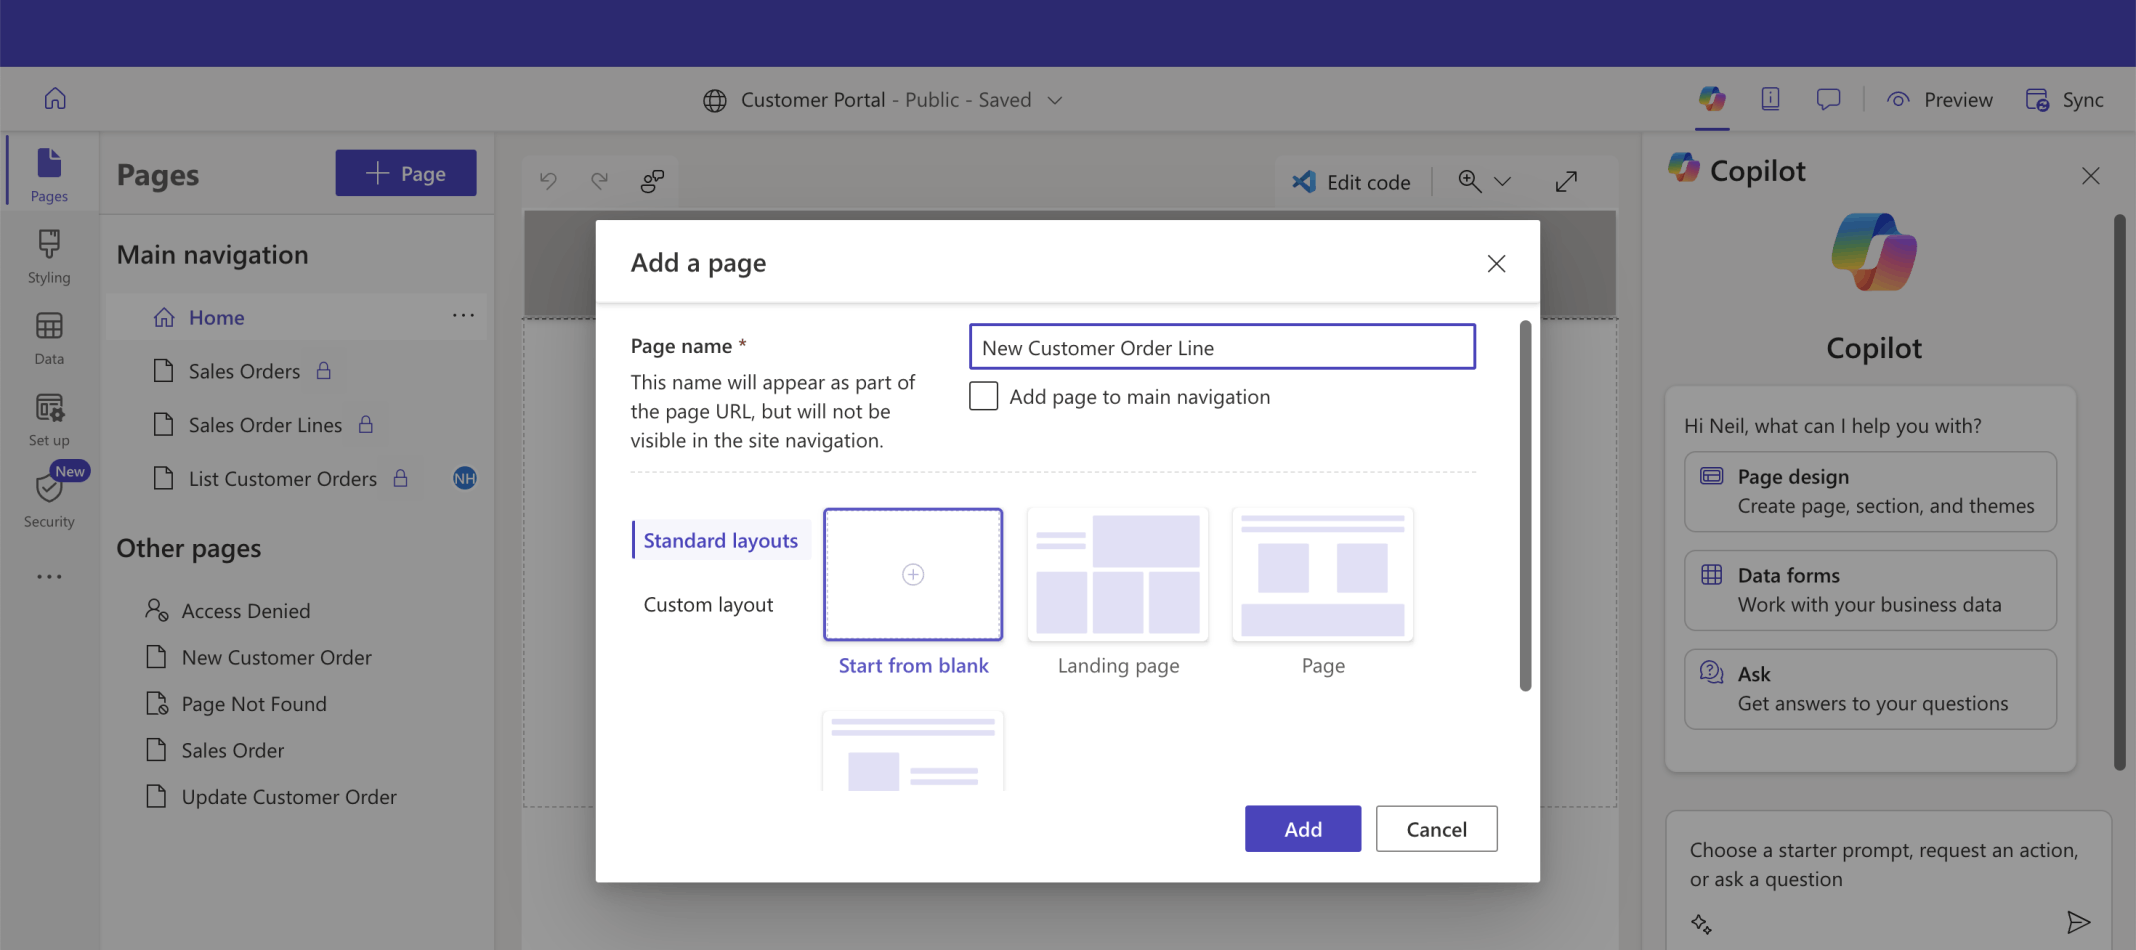 Customer Portal - Public - Saved
Preview
Sync
Pages
Styling
Data
Set up
New
Security
Pages
Page
Main navigation
Home
Sales Orders
Sales Order Lines
List Customer Orders
NH
Other pages
Access Denied
New Customer Order
Page Not Found
Sales Order
Update Customer Order
Edit code
Add a page
Page name *
This name will appear as part of
the page URL, but will not be
visible in the site navigation.
New Customer Order Line
Add page to main navigation
Standard layouts
Custom layout
Start from blank
Landing page
Page
Add
Cancel
Copilot
Copilot
Hi Neil, what can I help you with?
Page design
Create page, section, and themes
Data forms
Work with your business data
Ask
Get answers to your questions
Choose a starter prompt, request an action,
or ask a question